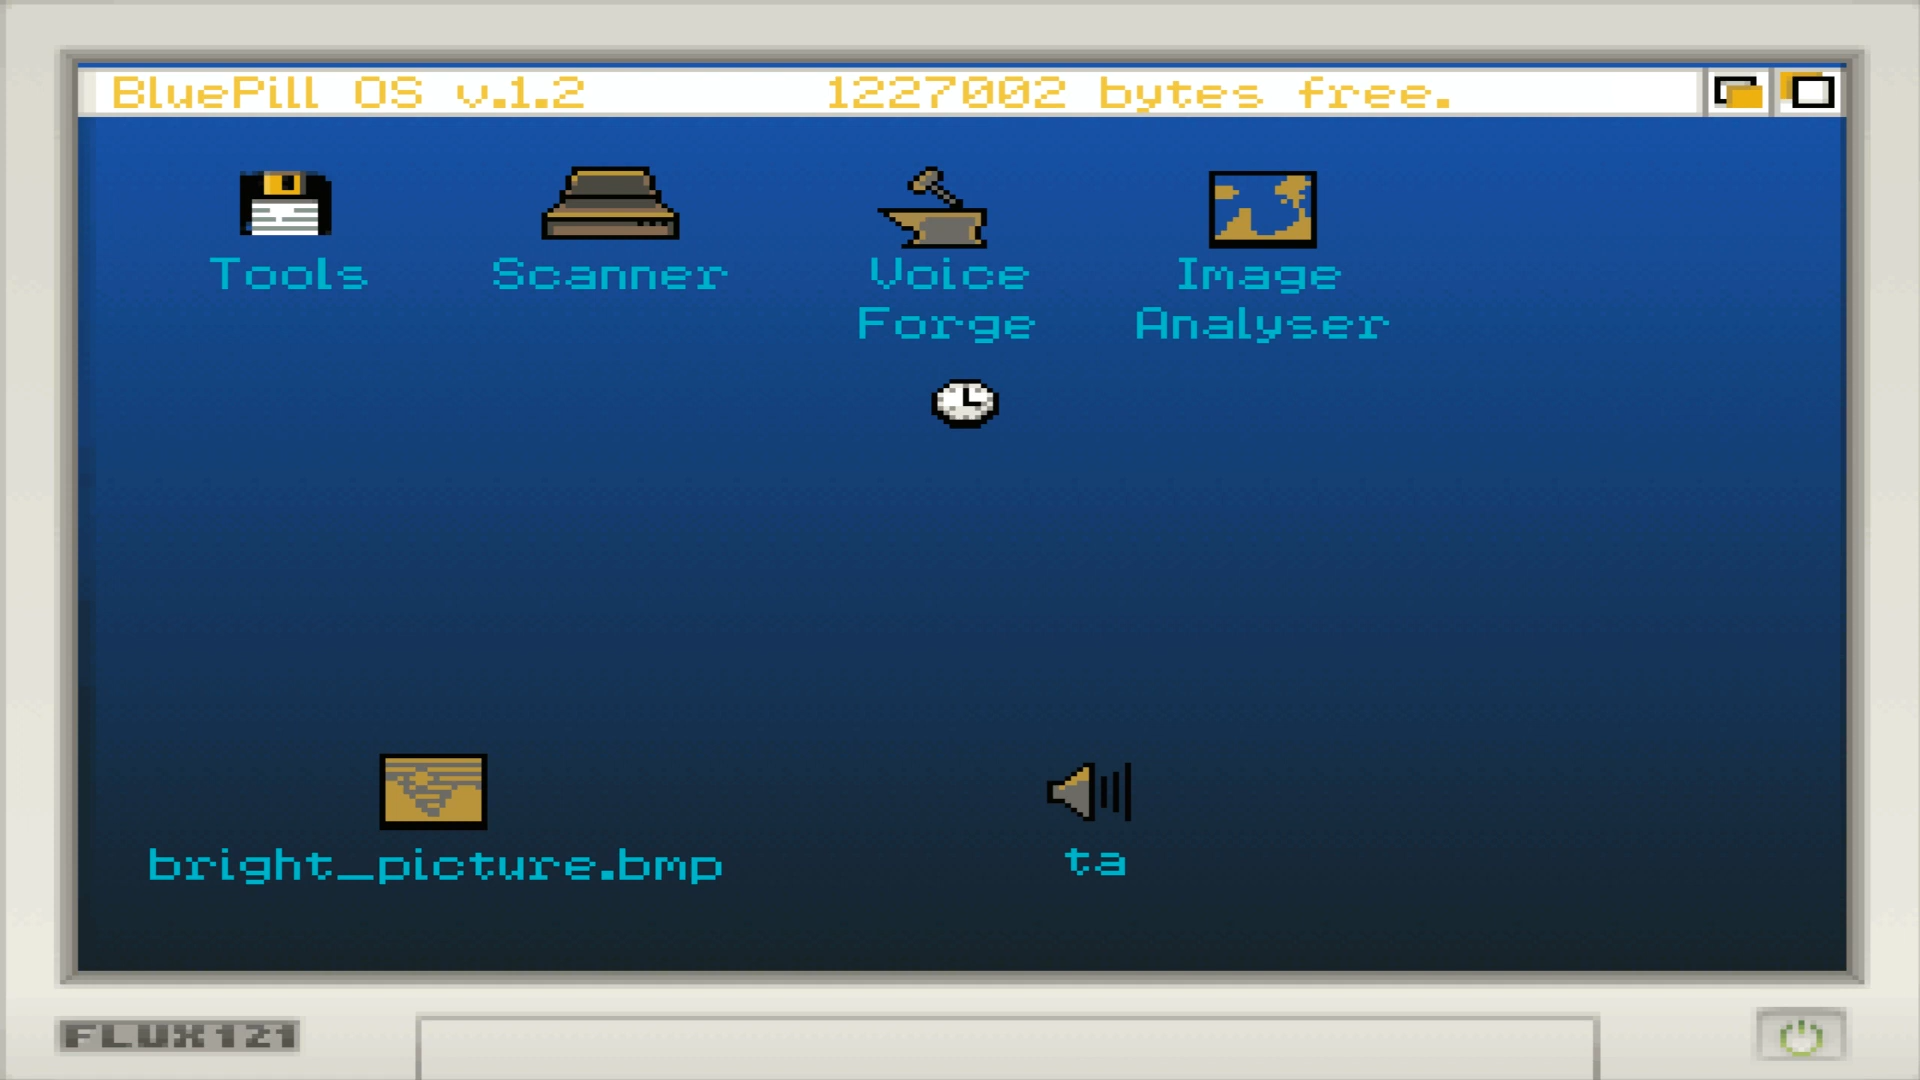 BluePill OS v.1.2 1227002 bytes free.
Tools
Scanner
Voice
Forge
Image
Analyser
bright_picture.bmp
ta
FLUX121